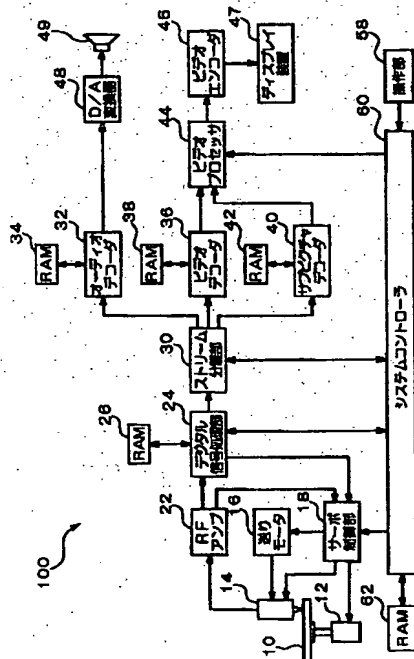 100
49
48
D/A
変換器
34
RAM
32
オーディオ
デコーダ
46
ビデオ
エンコーダ
47
ディスプレイ
装置
44
ビデオ
プロセッサ
38
RAM
36
ビデオ
デコーダ
42
RAM
40
サブピクチャ
デコーダ
30
ストリーム
分離部
26
RAM
24
デジタル
信号処理部
22
RF
アンプ
16
送り
モータ
18
サーボ
制御部
14
10
12
58
操作部
60
システムコントローラ
62
RAM